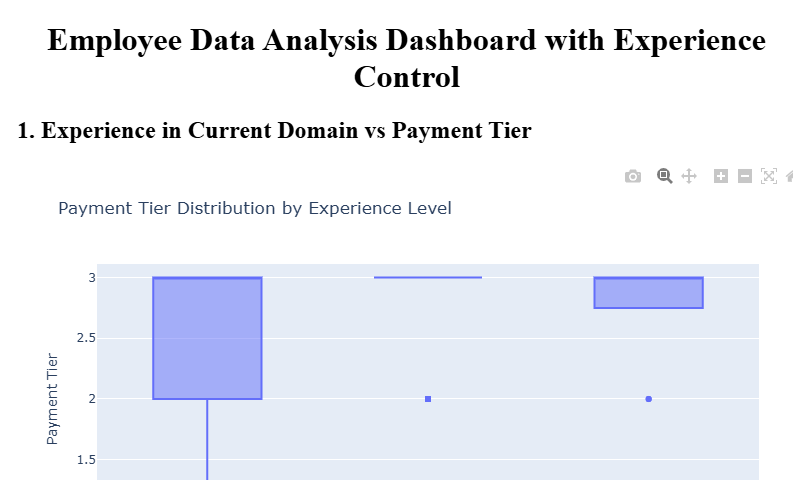 Employee Data Analysis Dashboard with Experience
Control
1. Experience in Current Domain vs Payment Tier
Payment Tier Distribution by Experience Level
3
2.5
2
1.5
Payment Tier